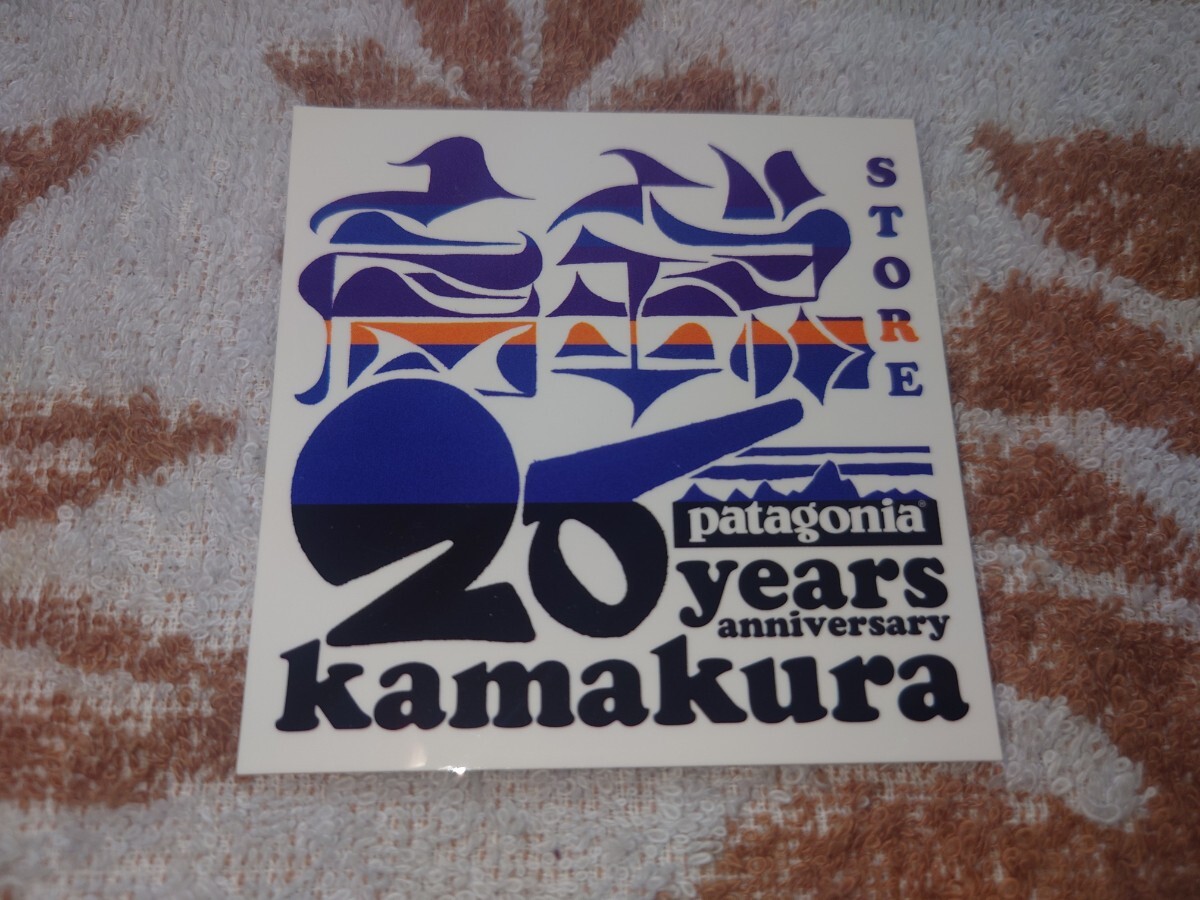 STORE
20
patagonia®
years
anniversary
kamakura